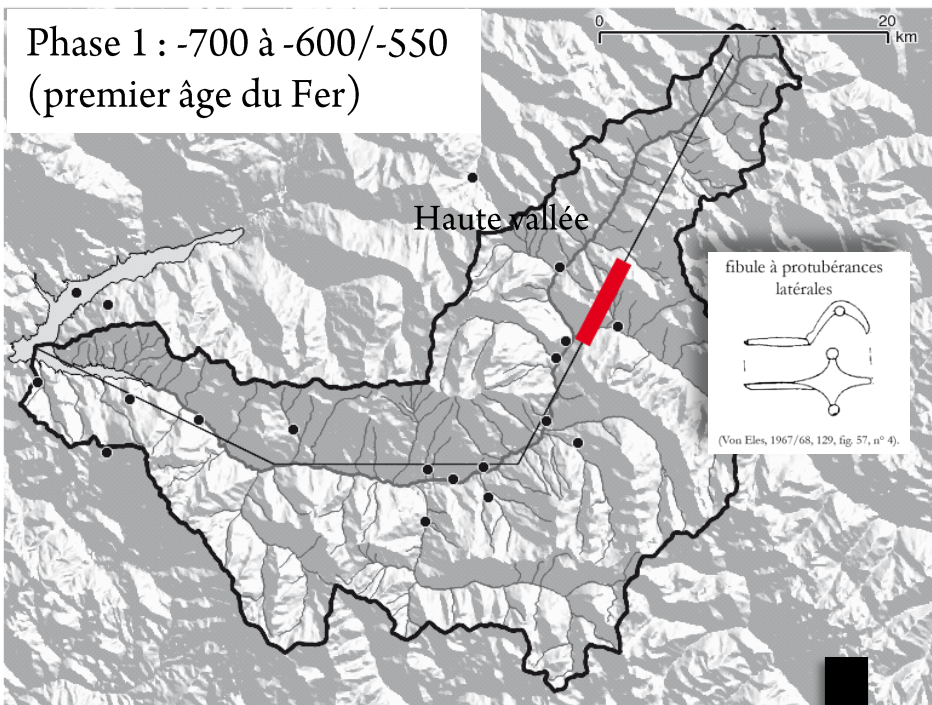 Phase 1 : -700 à -600/-550
(premier âge du Fer)
0 20
km
Haute vallée
fibule à protubérances
latérales
(Von Eles, 1967/68, 129, fig. 57, n° 4).